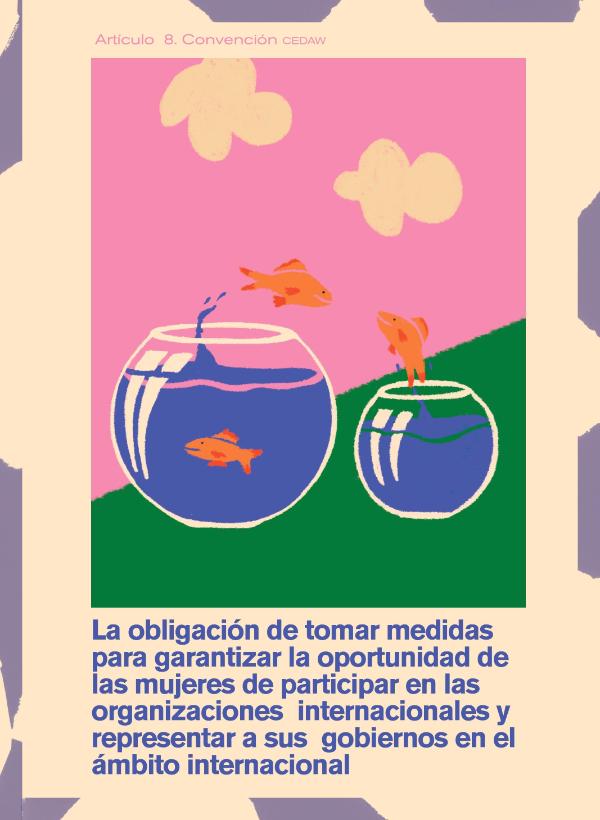 Artículo 8. Convención CEDAW
La obligación de tomar medidas
para garantizar la oportunidad de
las mujeres de participar en las
organizaciones internacionales y
representar a sus gobiernos en el
ámbito internacional